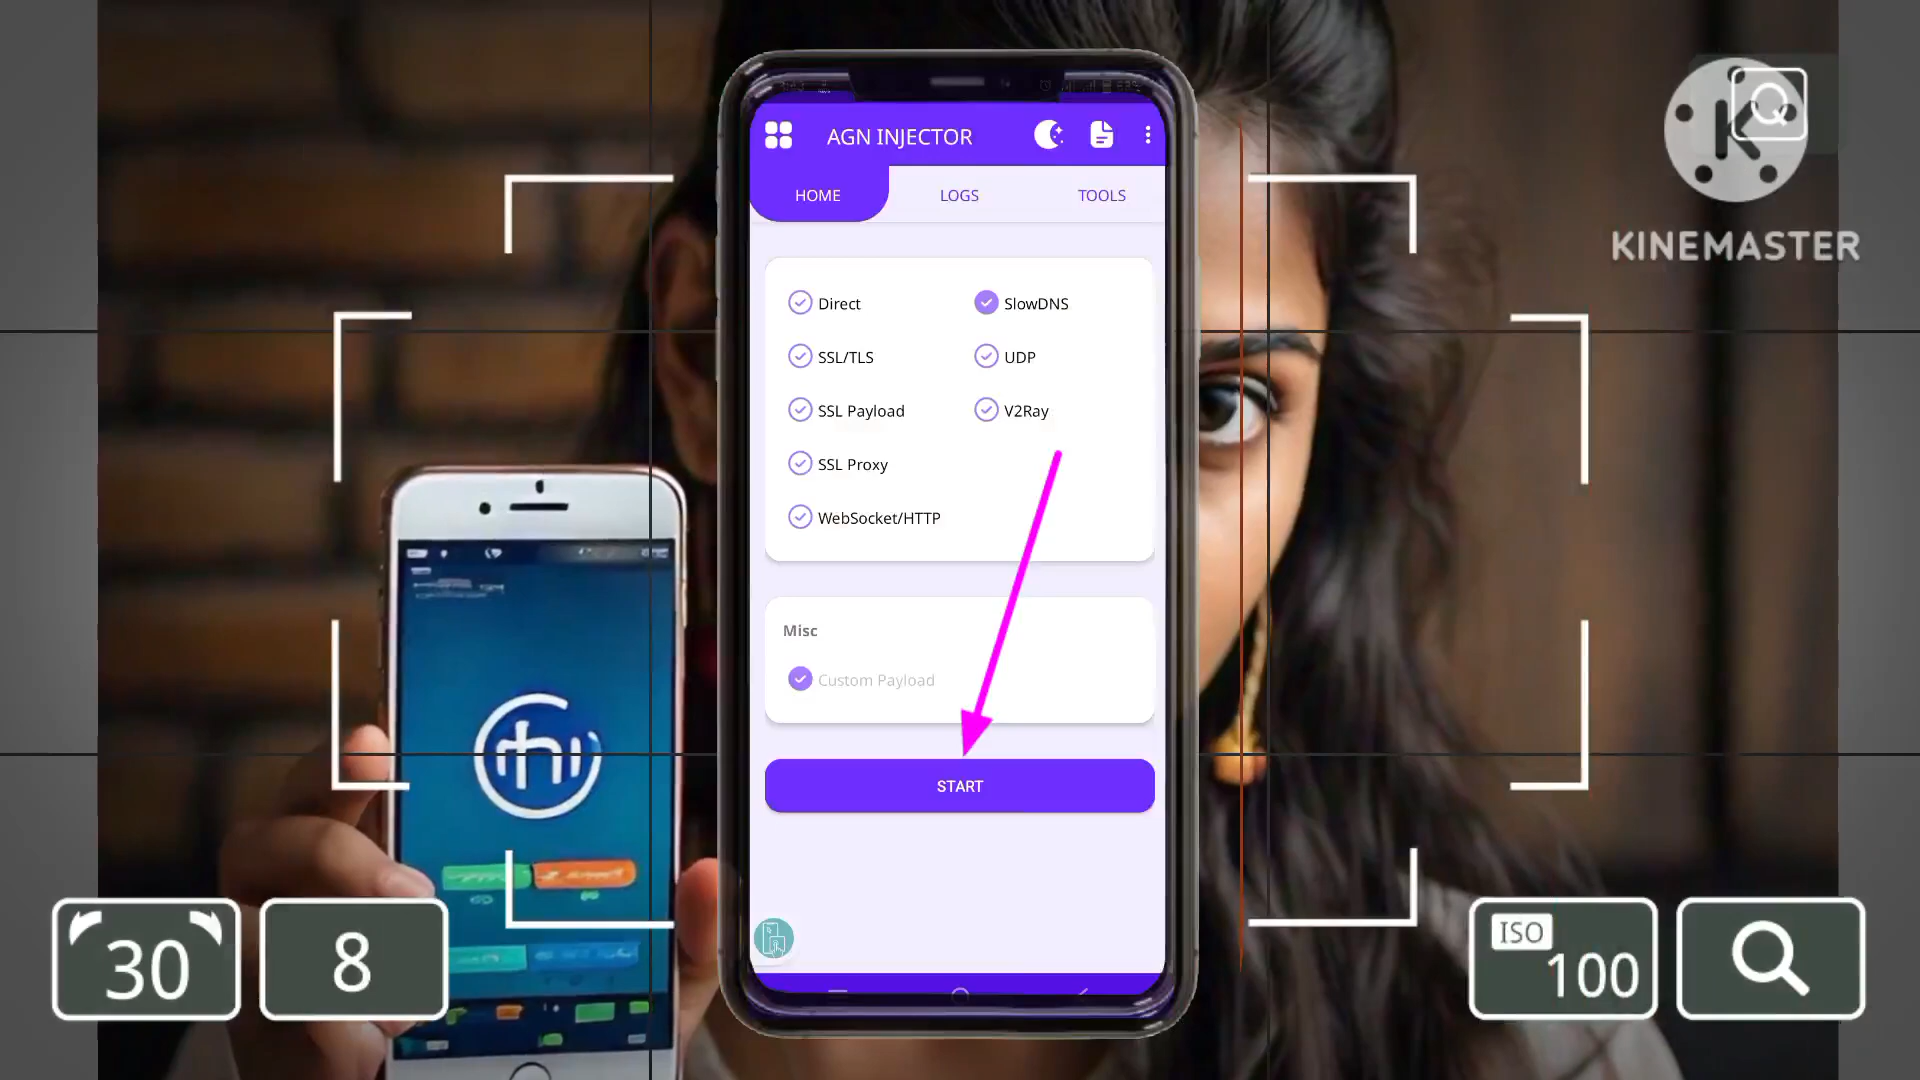 AGN INJECTOR
HOME
LOGS
TOOLS
Direct
SlowDNS
SSL/TLS
UDP
SSL Payload
V2Ray
SSL Proxy
WebSocket/HTTP
Misc
Custom Payload
START
K
KINEMASTER
30
8
ISO
100